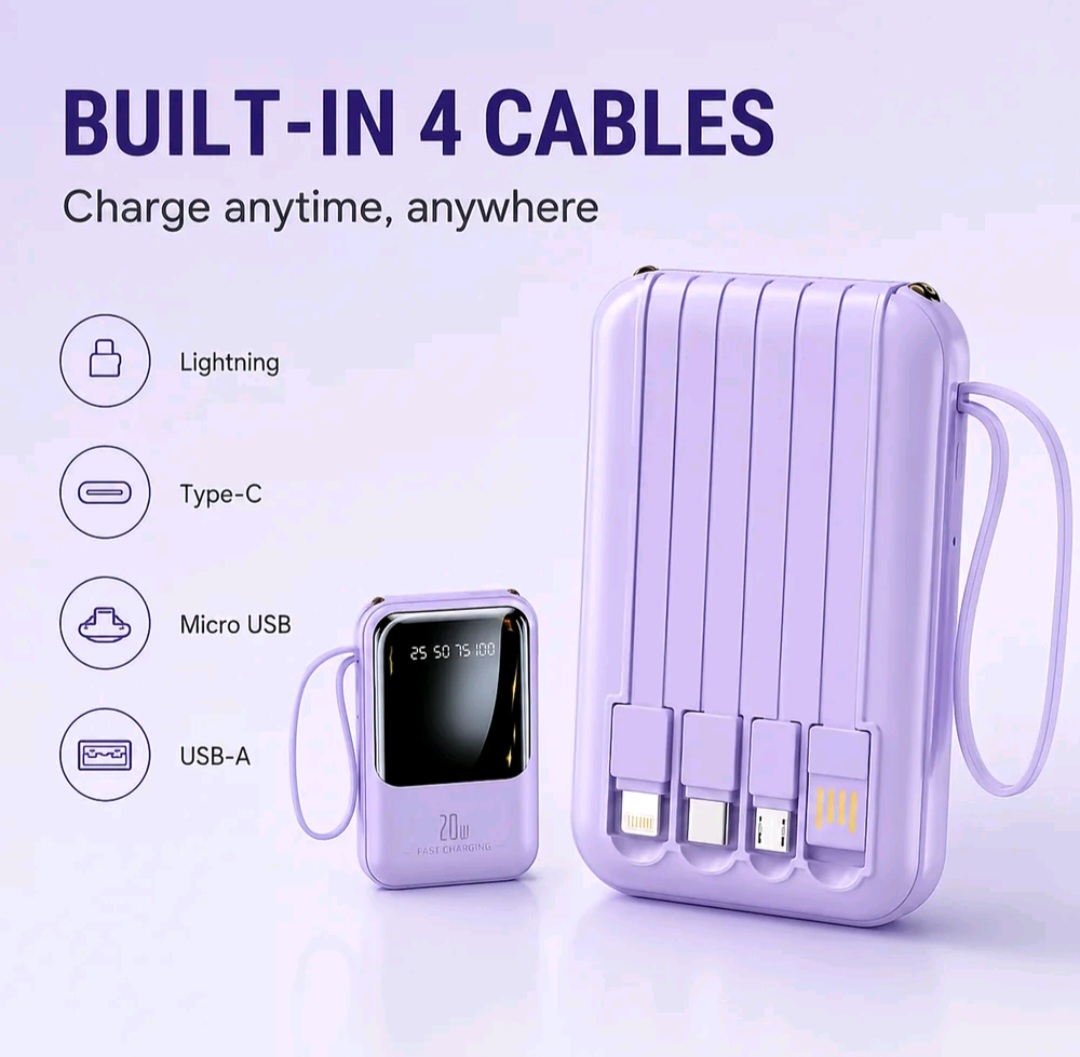 BUILT-IN 4 CABLES
Charge anytime, anywhere
Lightning
Type-C
Micro USB
USB-A
25 50 75 100
20w
FAST CHARGING